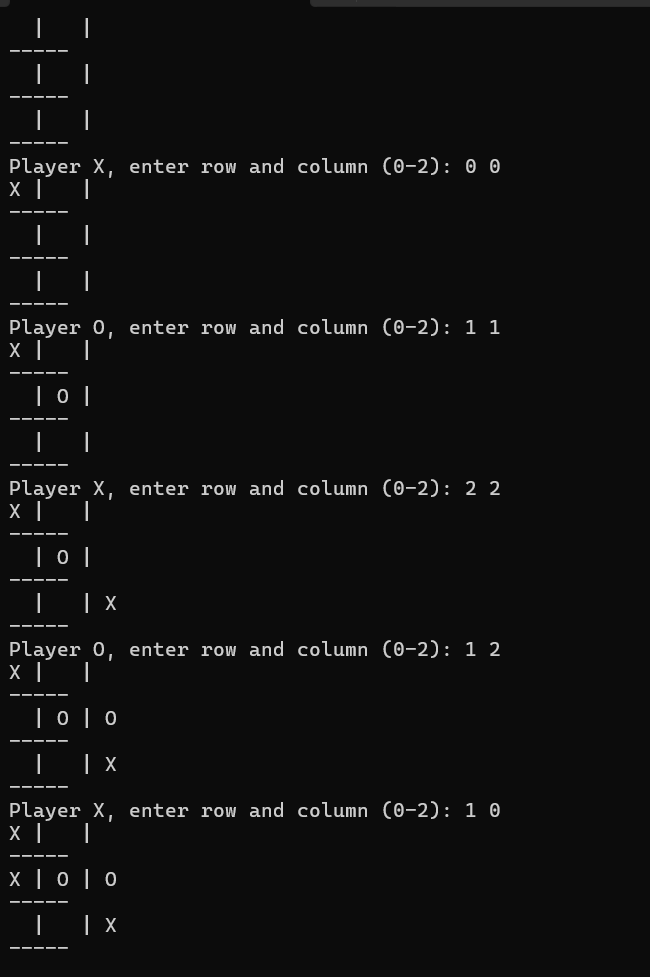 |   |
-----
  |   |
-----
  |   |
-----
Player X, enter row and column (0-2): 0 0
X |   |
-----
  |   |
-----
  |   |
-----
Player O, enter row and column (0-2): 1 1
X |   |
-----
  | O |
-----
  |   |
-----
Player X, enter row and column (0-2): 2 2
X |   |
-----
  | O |
-----
  |   | X
-----
Player O, enter row and column (0-2): 1 2
X |   |
-----
  | O | O
-----
  |   | X
-----
Player X, enter row and column (0-2): 1 0
X |   |
-----
X | O | O
-----
  |   | X
-----